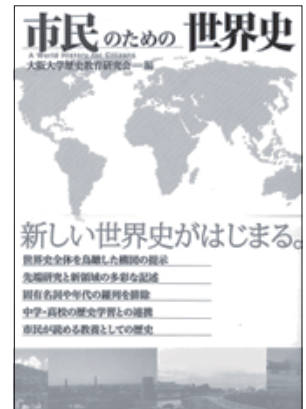 市民のための世界史
A World History for Citizens
大阪大学歴史教育研究会―編
新しい世界史がはじまる。
世界史全体を鳥瞰した構図の提示
先端研究と新領域の多彩な記述
固有名詞や年代の羅列を排除
中学・高校の歴史学習との連携
市民が読める教養としての歴史